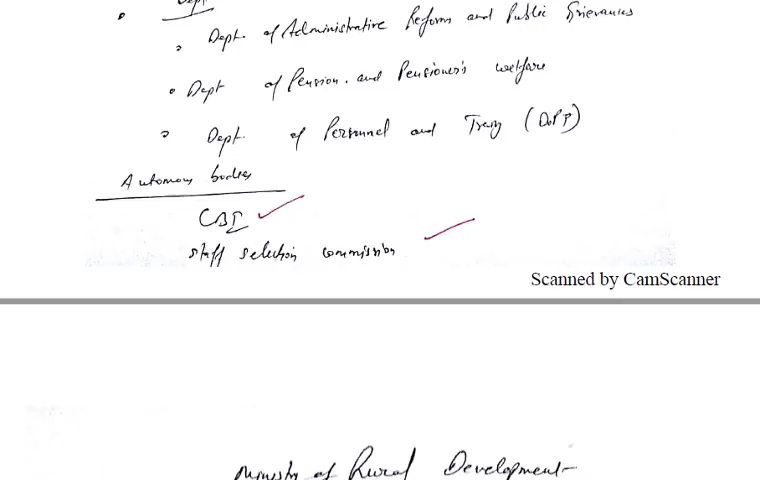 Dept
• Dept. of Administrative Reforms and Public Grievances
• Dept of Pension. and Pensioner's welfare
• Dept. of Personnel and (DoPT)
Autonomous bodies
CBI
Staff selection commission
Scanned by CamScanner
Ministry of Rural Development